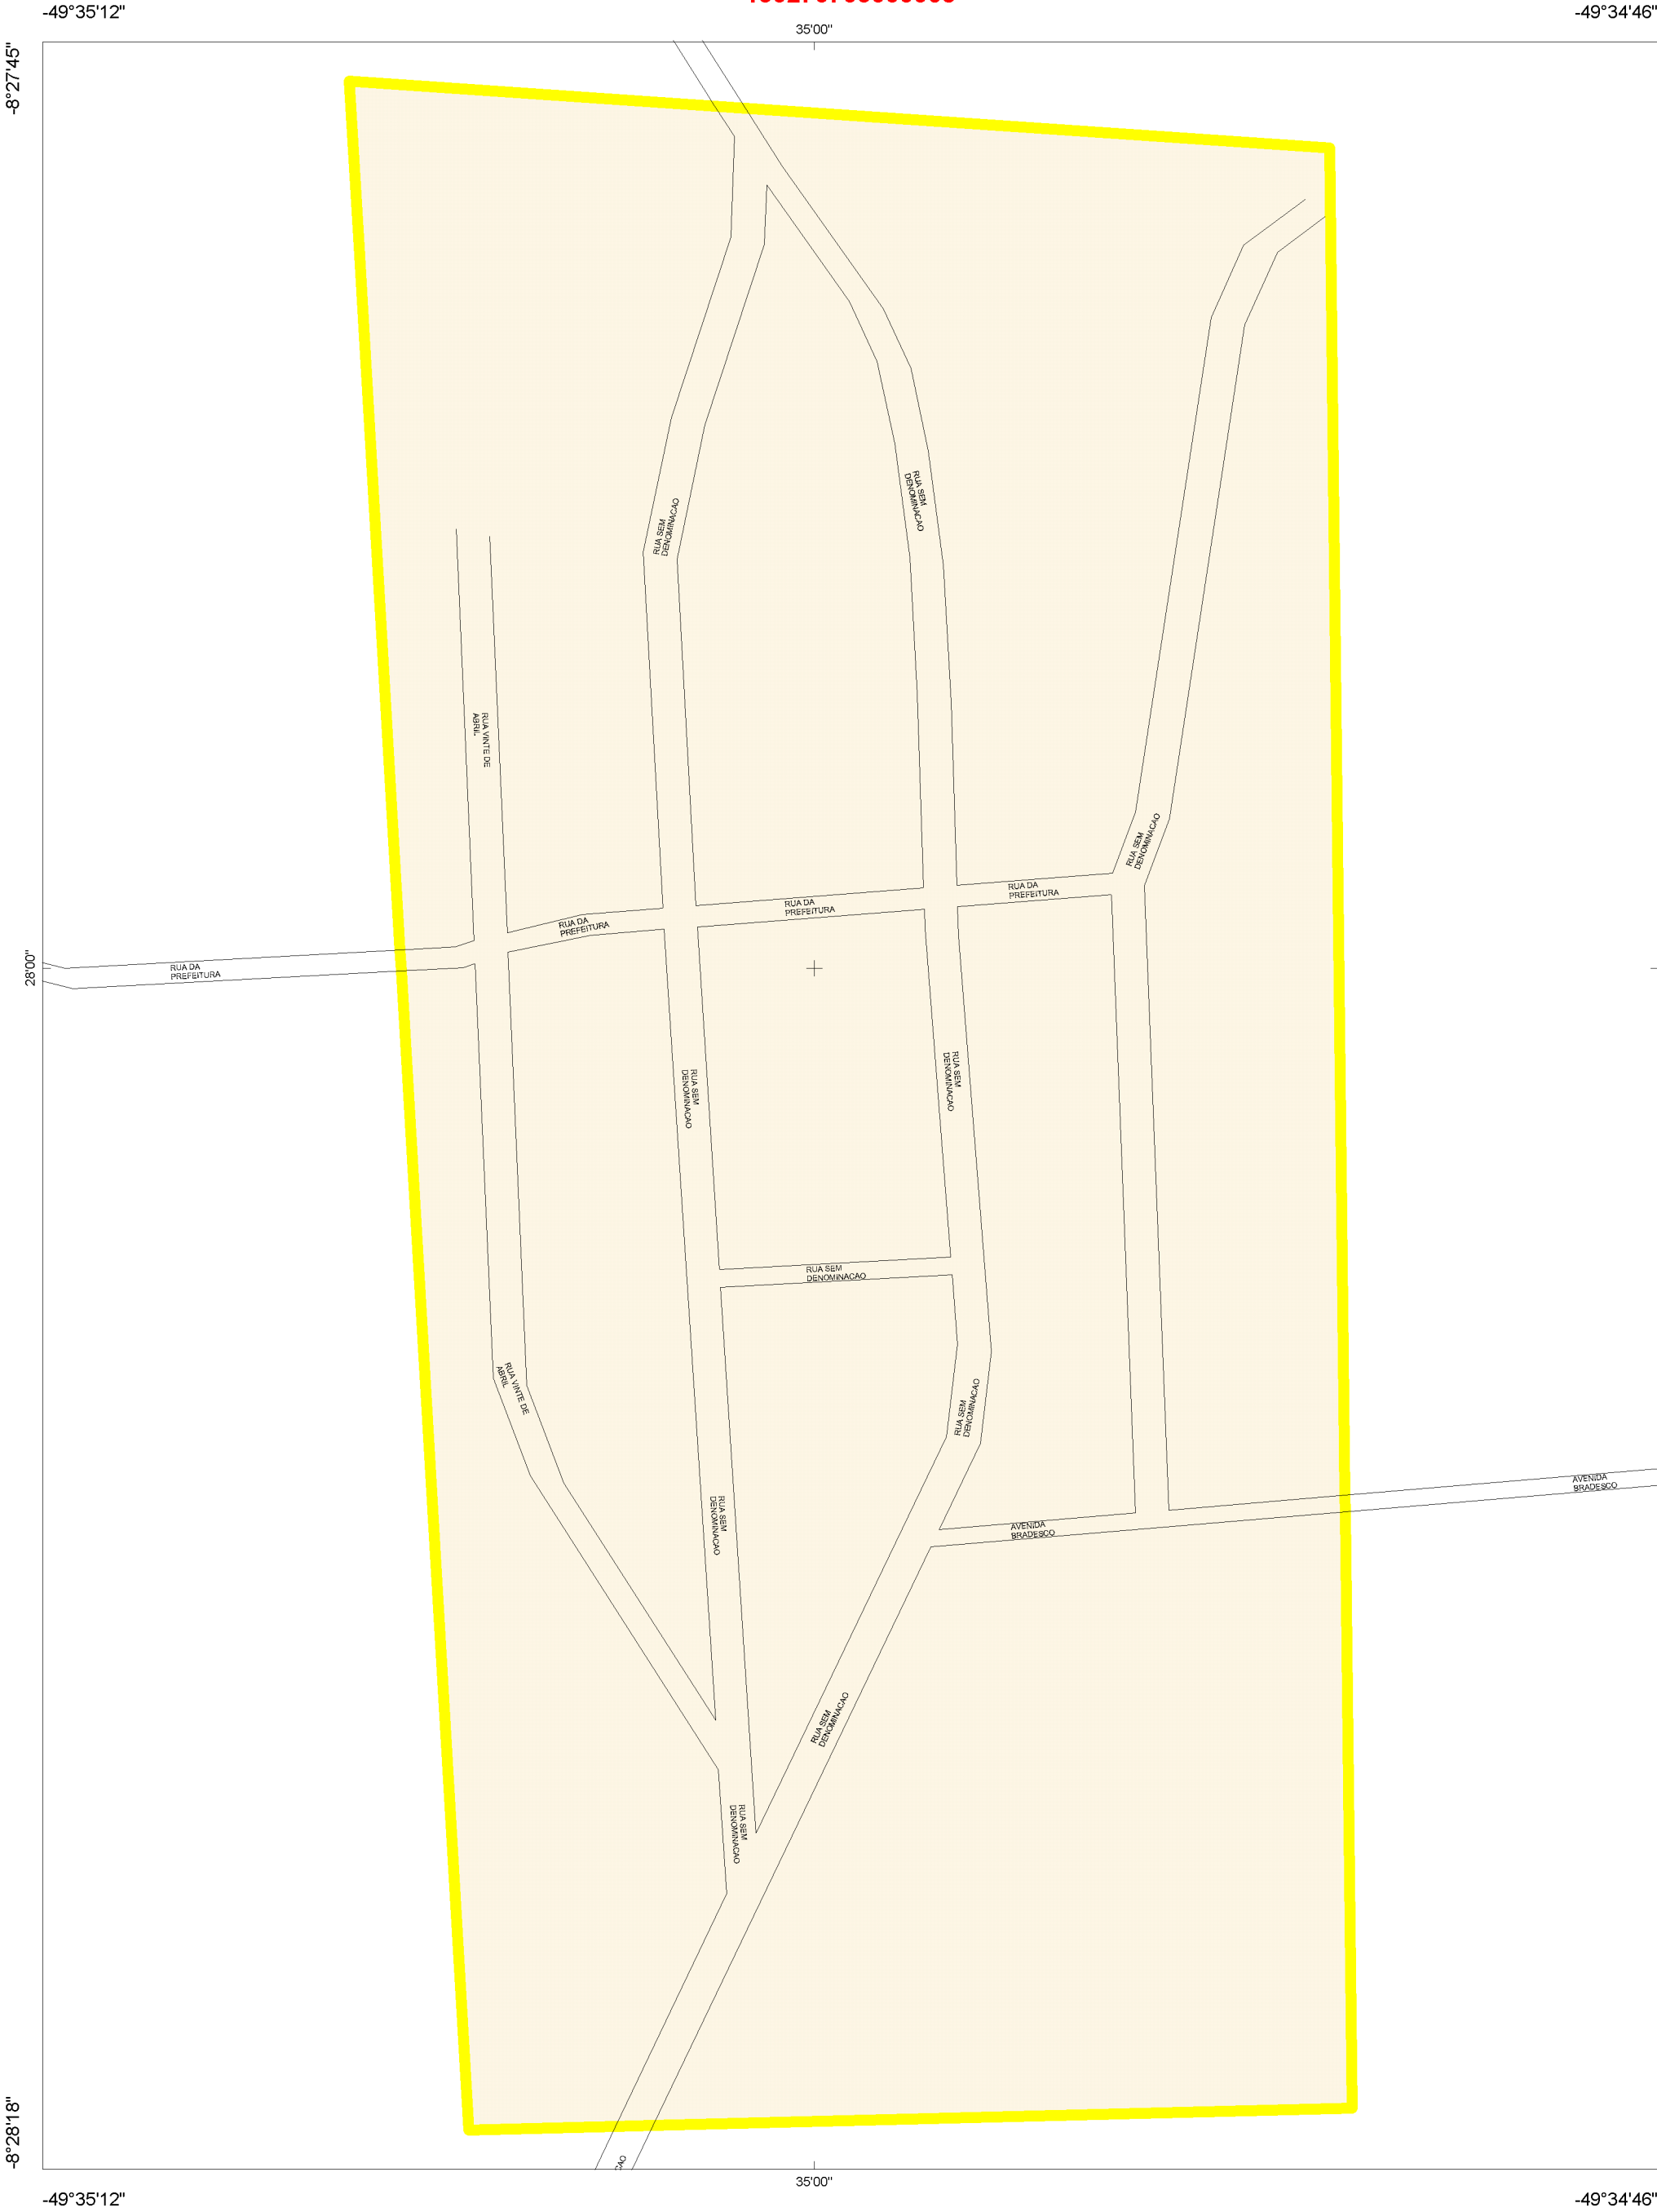 -49°35'12"
-49°34'46"
35'00"
-8°27'45"
RUA SEM
DENOMINACAO
RUA SEM
DENOMINACAO
RUA VINTE DE
ABRIL
RUA SEM
DENOMINACAO
RUA DA
PREFEITURA
RUA DA
PREFEITURA
RUA DA
PREFEITURA
RUA DA
PREFEITURA
28'00"
RUA SEM
DENOMINACAO
RUA SEM
DENOMINACAO
RUA SEM
DENOMINACAO
RUA VINTE DE
ABRIL
RUA SEM
DENOMINACAO
AVENIDA
BRADESCO
RUA SEM
DENOMINACAO
AVENIDA
BRADESCO
RUA SEM
DENOMINACAO
RUA SEM
DENOMINACAO
-8°28'18"
CAO
35'00"
-49°35'12"
-49°34'46"